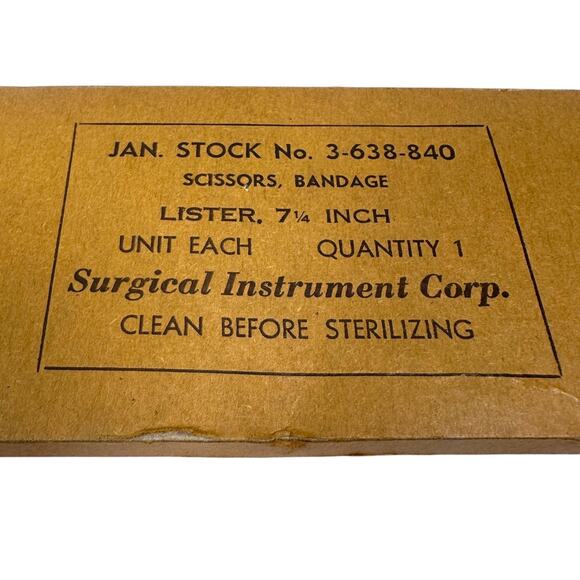 JAN. STOCK No. 3-638-840
SCISSORS, BANDAGE
LISTER, 7¼ INCH
UNIT EACH QUANTITY 1
Surgical Instrument Corp.
CLEAN BEFORE STERILIZING